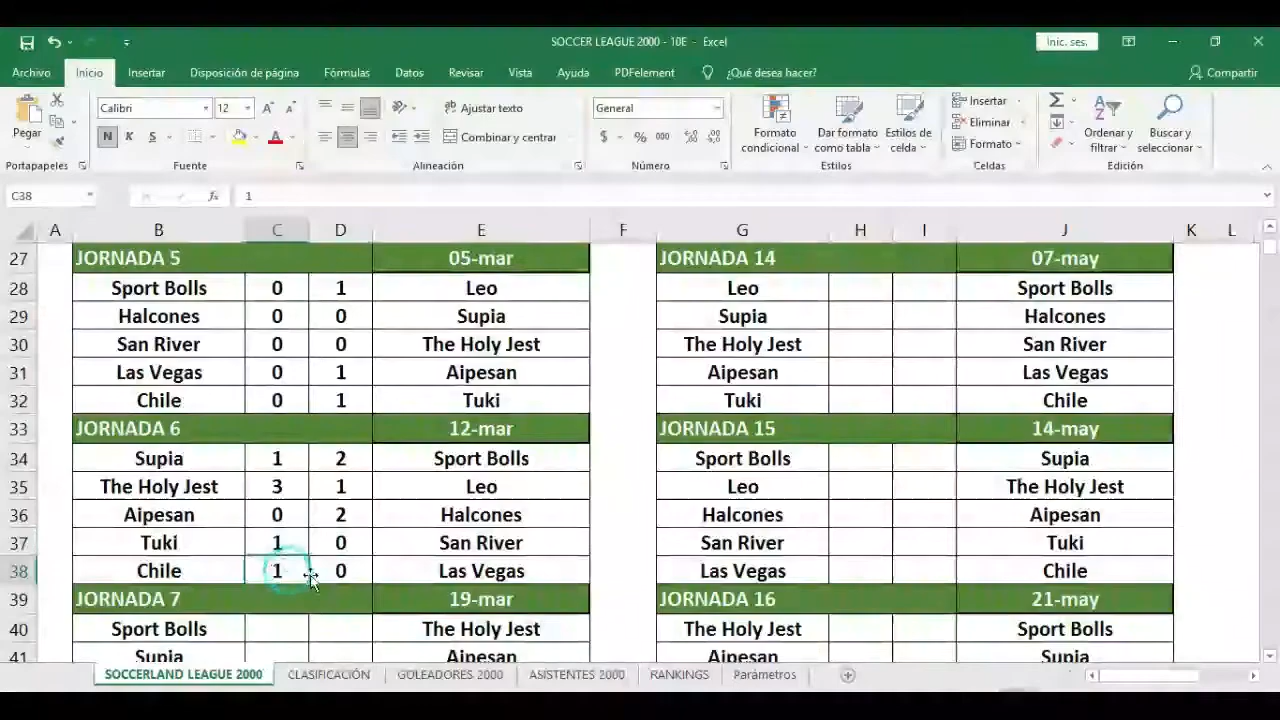 SOCCER LEAGUE 2000 - 10E - Excel
Inic. ses.
Archivo Inicio Insertar Disposición de página Fórmulas Datos Revisar Vista Ayuda PDFelement ¿Qué desea hacer? Compartir
Pegar
Calibri 12
N K S
Ajustar texto
Combinar y centrar
General
$ % 000
Formato condicional
Dar formato como tabla
Estilos de celda
Insertar
Eliminar
Formato
Ordenar y filtrar
Buscar y seleccionar
Portapapeles Fuente Alineación Número Estilos Celdas Edición
C38 fx 1
A B C D E F G H I J K L
27 JORNADA 5 05-mar JORNADA 14 07-may
28 Sport Bolls 0 1 Leo Leo Sport Bolls
29 Halcones 0 0 Supia Supia Halcones
30 San River 0 0 The Holy Jest The Holy Jest San River
31 Las Vegas 0 1 Aipesan Aipesan Las Vegas
32 Chile 0 1 Tuki Tuki Chile
33 JORNADA 6 12-mar JORNADA 15 14-may
34 Supia 1 2 Sport Bolls Sport Bolls Supia
35 The Holy Jest 3 1 Leo Leo The Holy Jest
36 Aipesan 0 2 Halcones Halcones Aipesan
37 Tuki 1 0 San River San River Tuki
38 Chile 1 0 Las Vegas Las Vegas Chile
39 JORNADA 7 19-mar JORNADA 16 21-may
40 Sport Bolls The Holy Jest The Holy Jest Sport Bolls
41 Supia Aipesan Aipesan Supia
SOCCERLAND LEAGUE 2000 CLASIFICACIÓN GOLEADORES 2000 ASISTENTES 2000 RANKINGS Parámetros